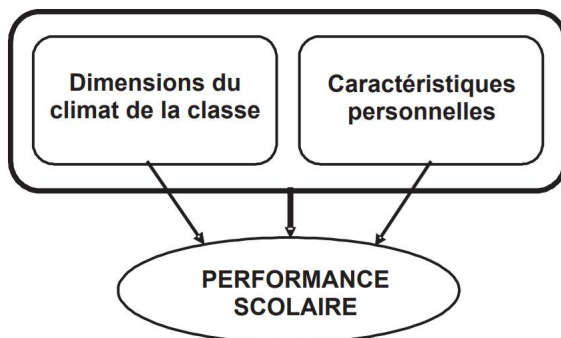 Dimensions du
climat de la classe
Caractéristiques
personnelles
PERFORMANCE
SCOLAIRE